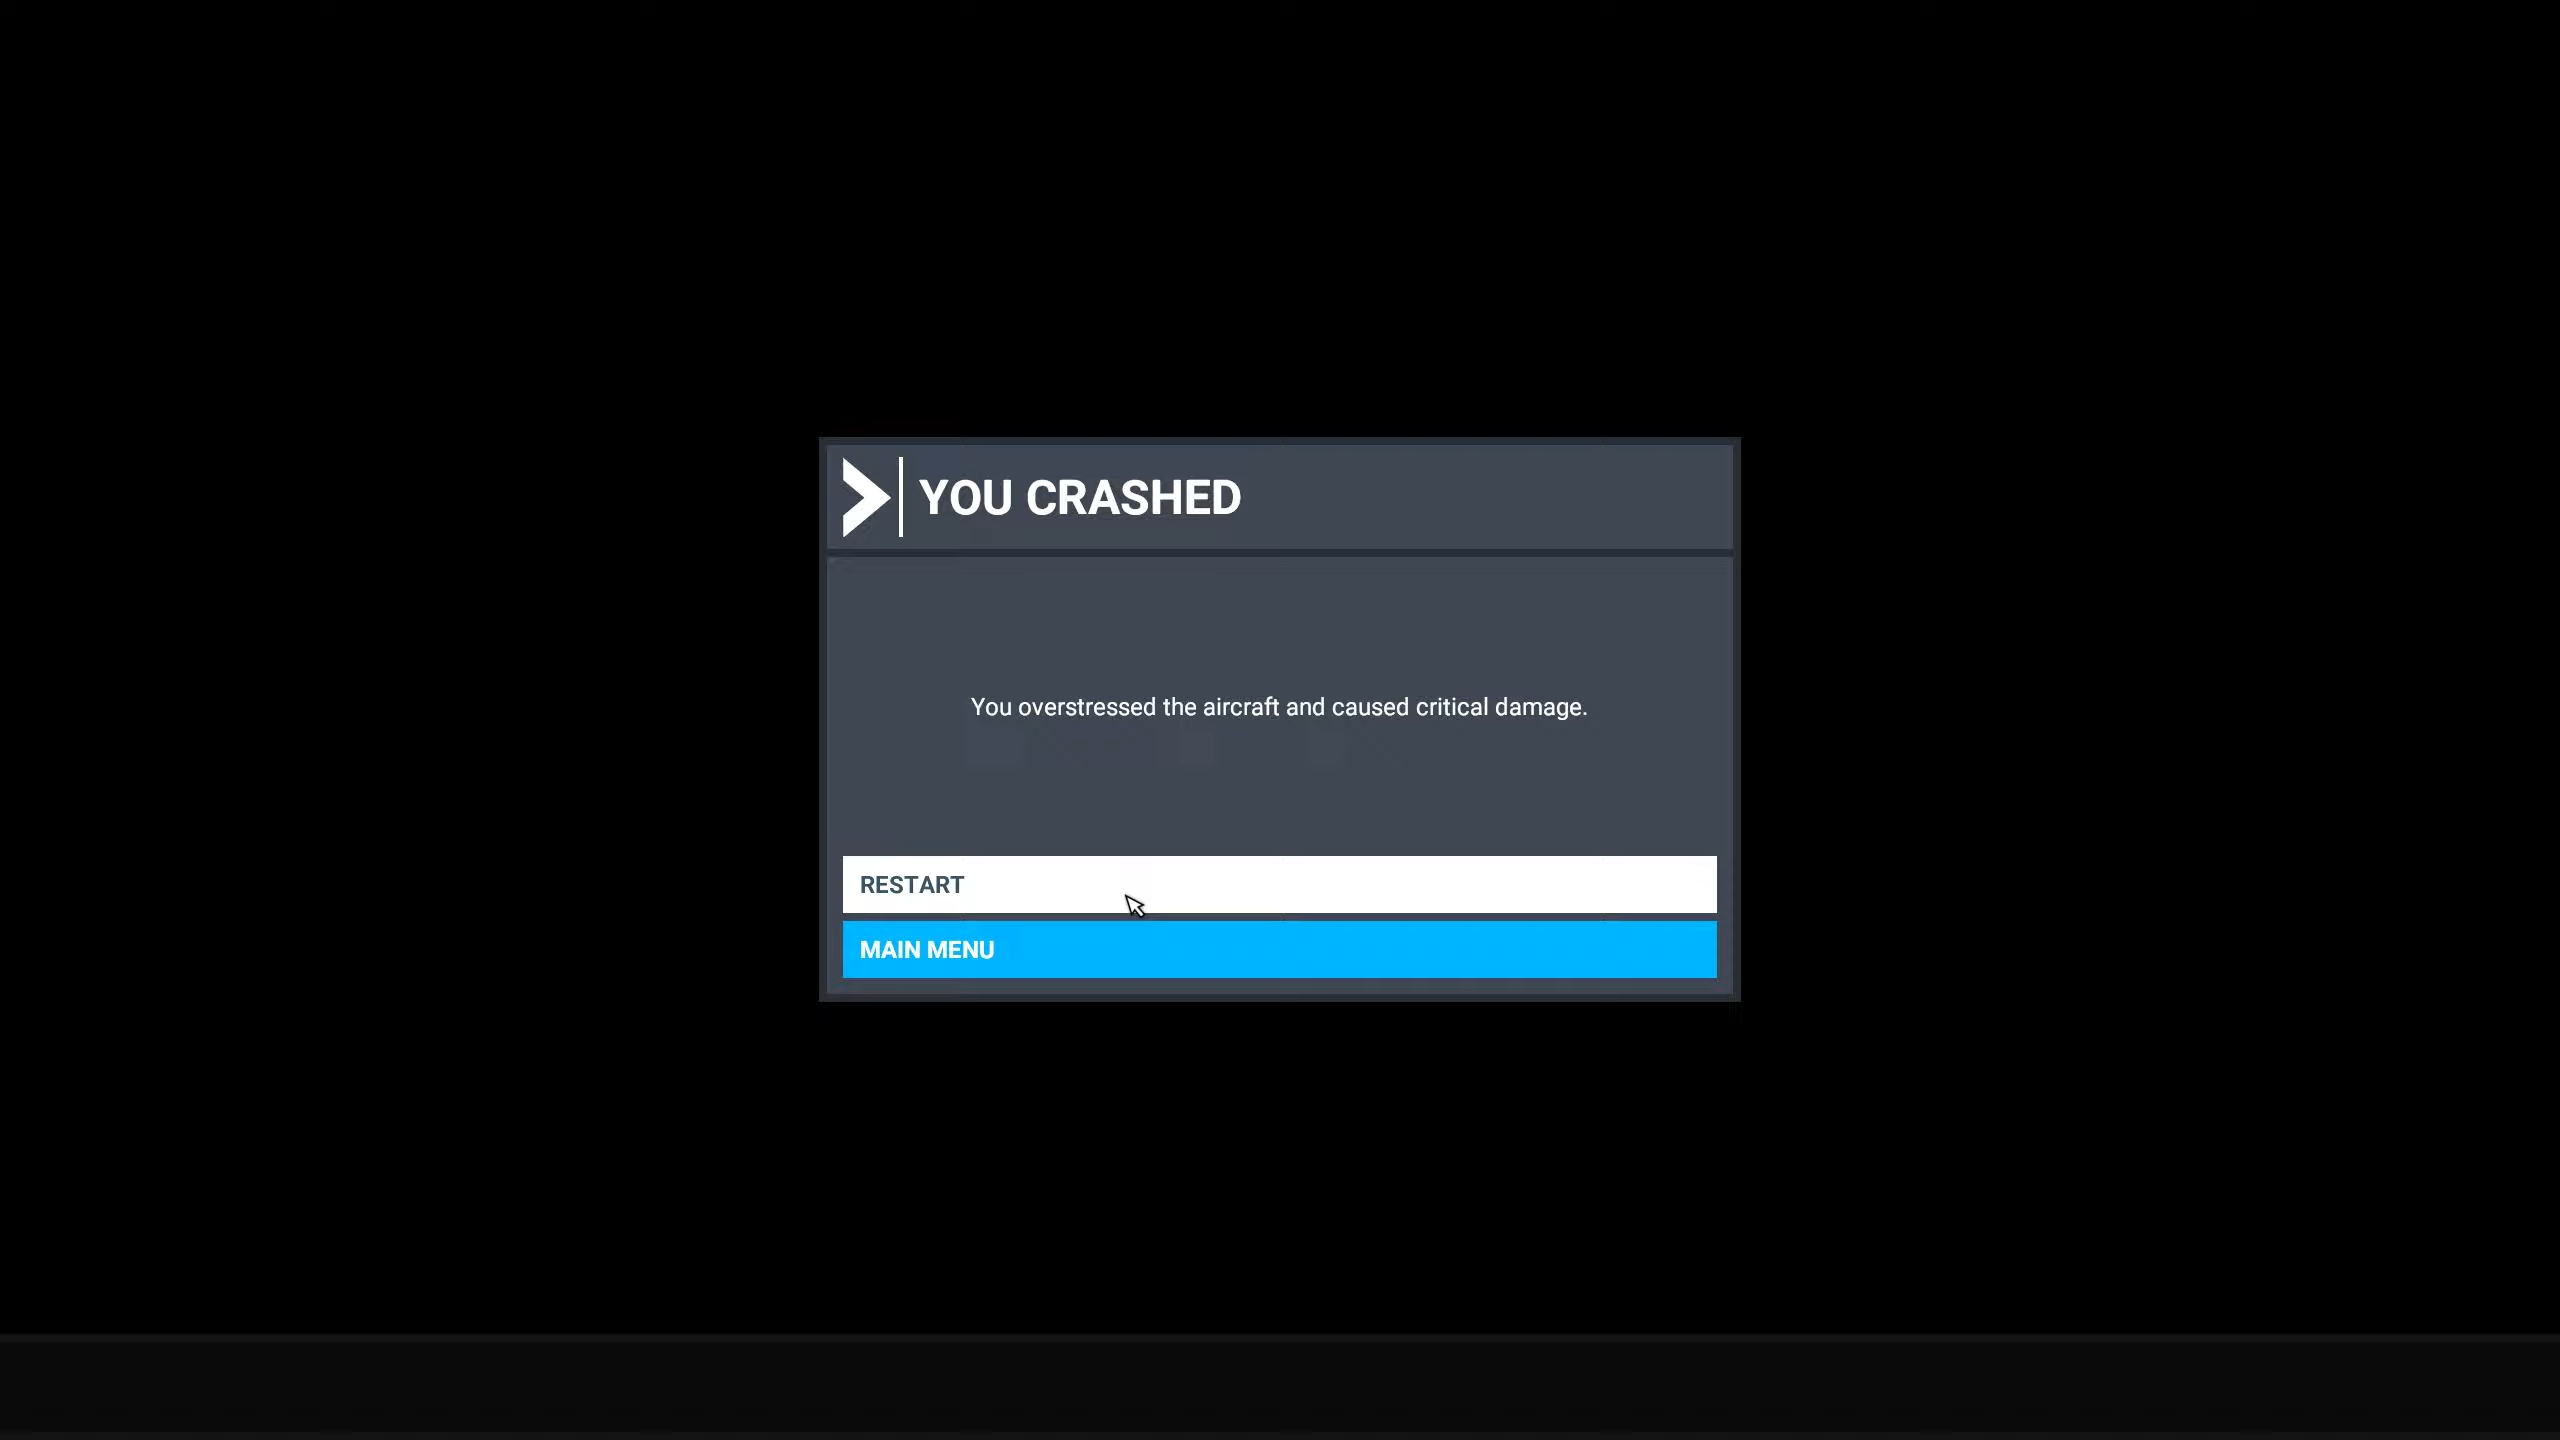 YOU CRASHED
You overstressed the aircraft and caused critical damage.
RESTART
MAIN MENU